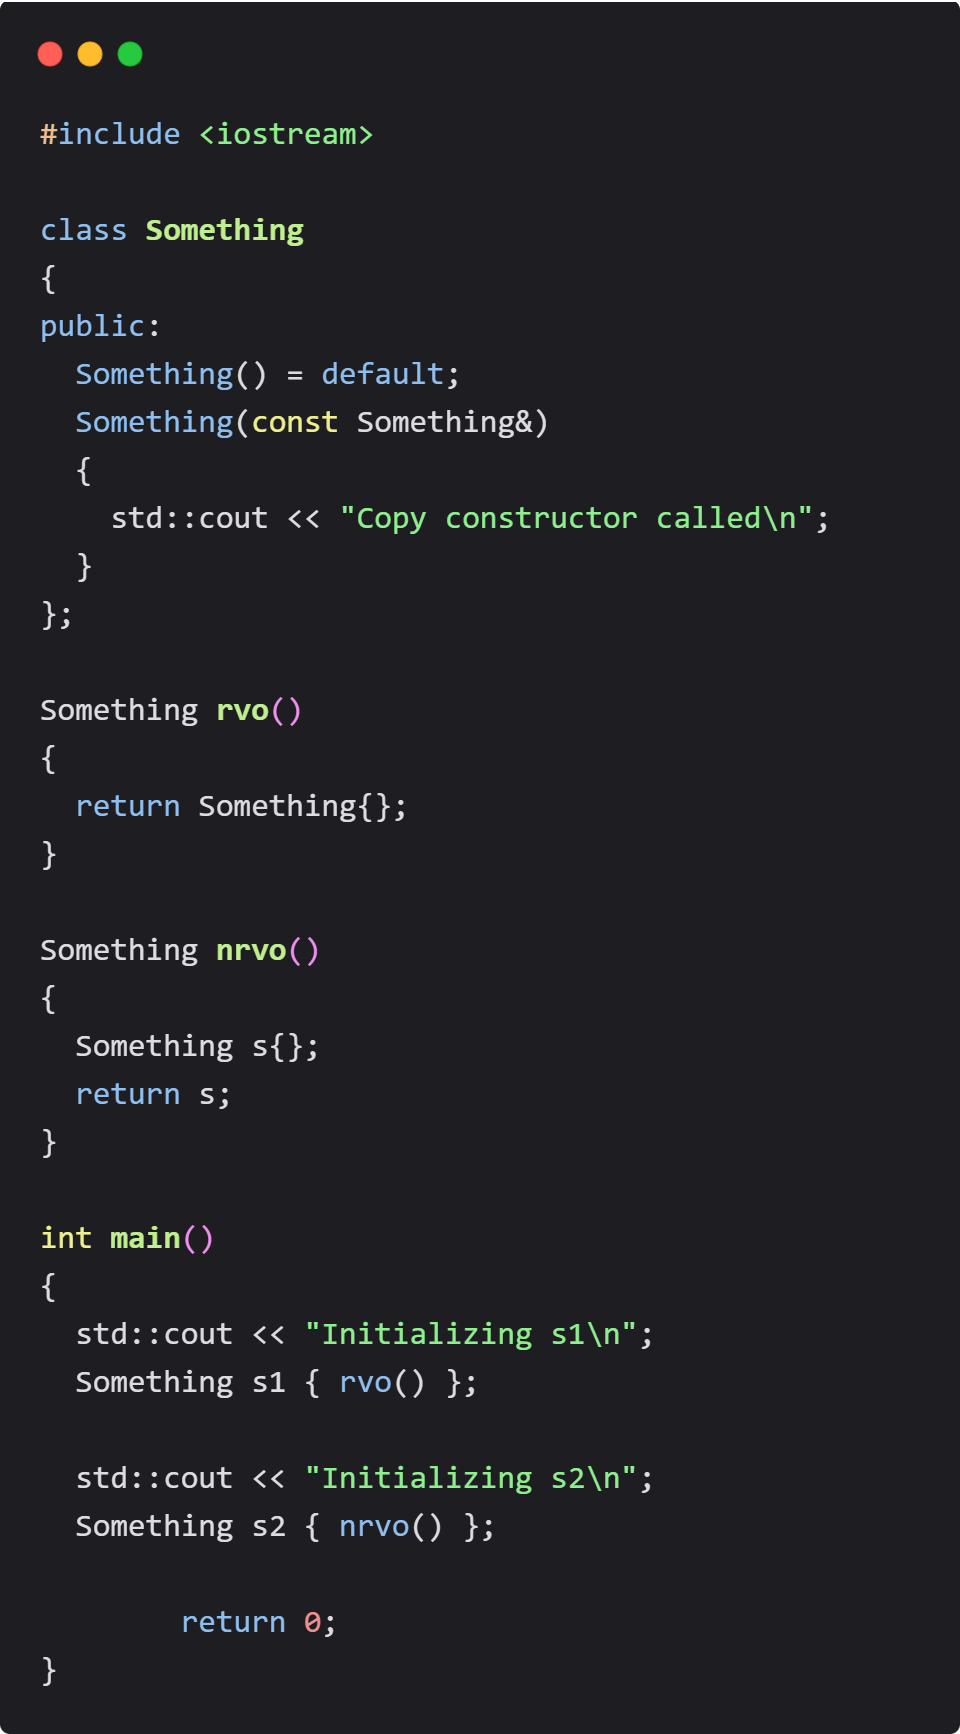 #include <iostream>

class Something
{
public:
  Something() = default;
  Something(const Something&)
  {
    std::cout << "Copy constructor called\n";
  }
};

Something rvo()
{
  return Something{};
}

Something nrvo()
{
  Something s{};
  return s;
}

int main()
{
  std::cout << "Initializing s1\n";
  Something s1 { rvo() };

  std::cout << "Initializing s2\n";
  Something s2 { nrvo() };

        return 0;
}